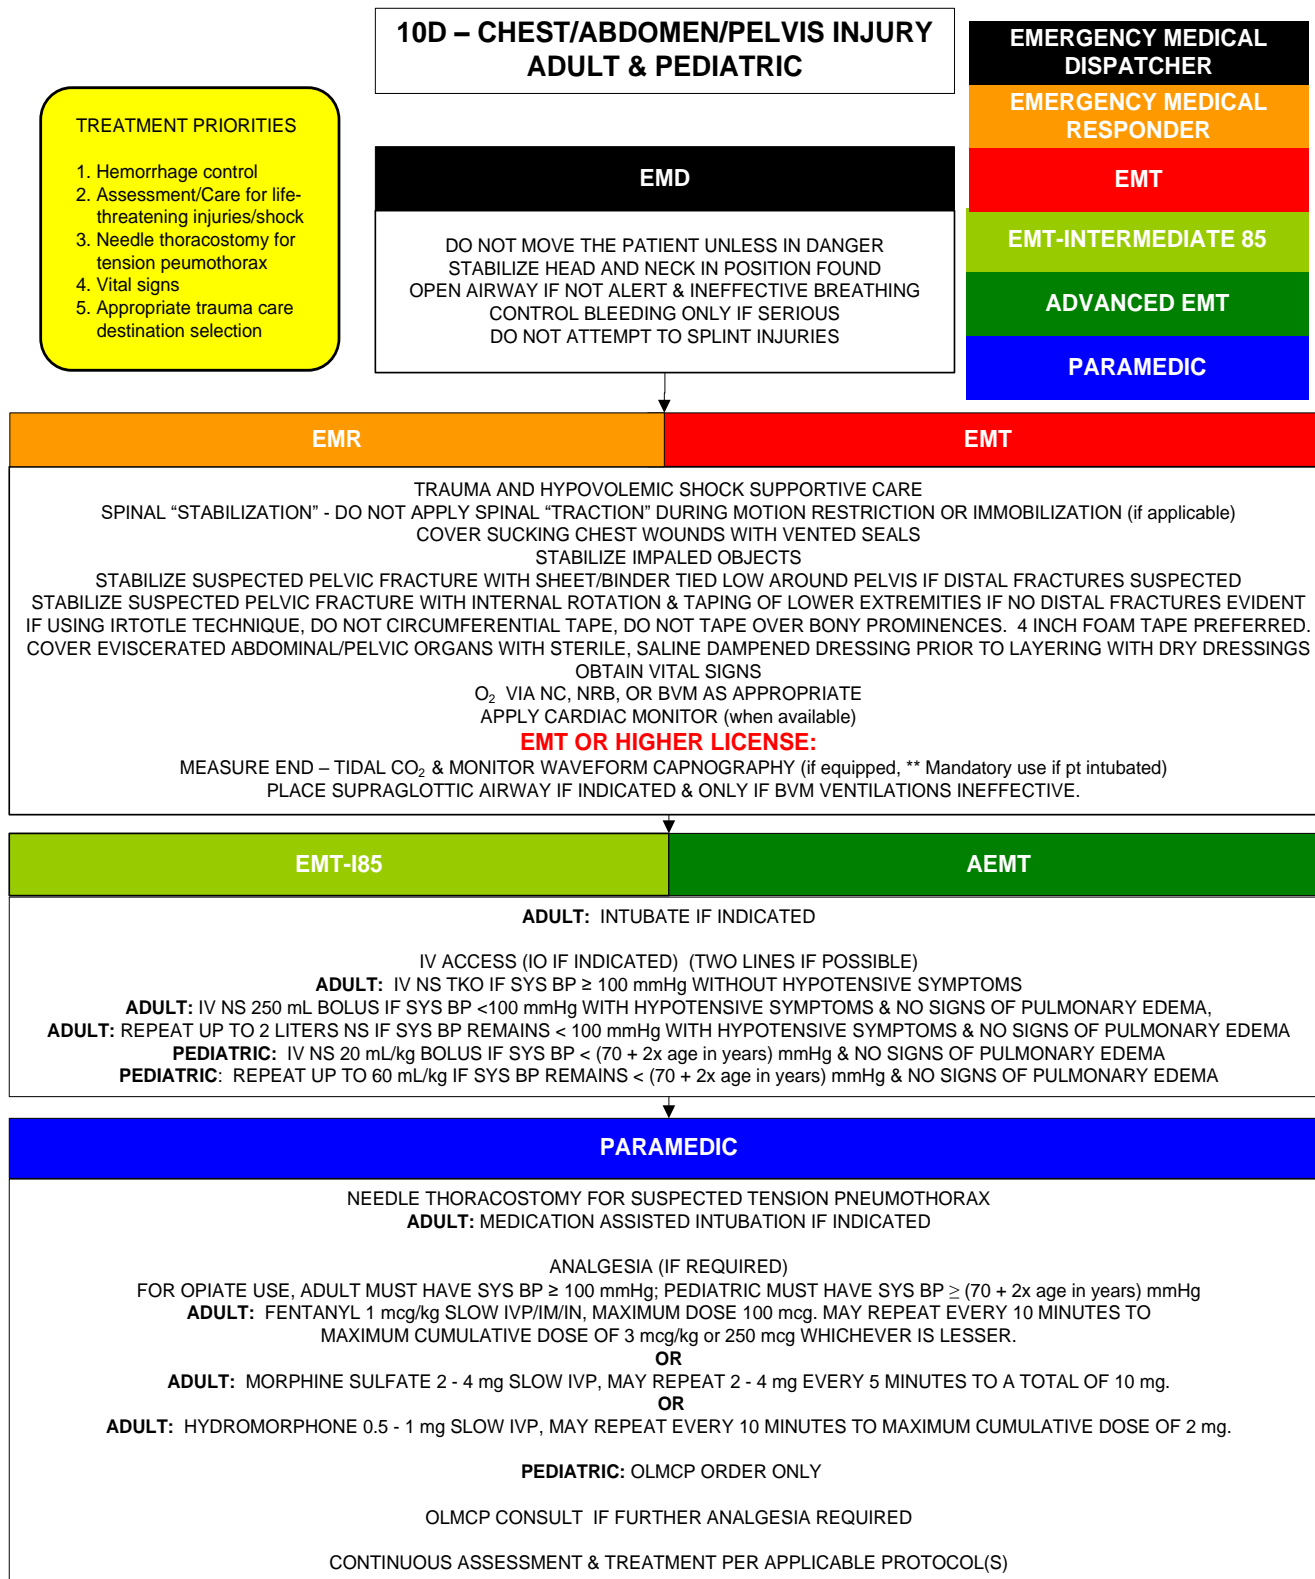 10D – CHEST/ABDOMEN/PELVIS INJURY
ADULT & PEDIATRIC
EMERGENCY MEDICAL
DISPATCHER
EMERGENCY MEDICAL
RESPONDER
EMT
EMT-INTERMEDIATE 85
ADVANCED EMT
PARAMEDIC
TREATMENT PRIORITIES
1. Hemorrhage control
2. Assessment/Care for life-
threatening injuries/shock
3. Needle thoracostomy for
tension peumothorax
4. Vital signs
5. Appropriate trauma care
destination selection
EMD
DO NOT MOVE THE PATIENT UNLESS IN DANGER
STABILIZE HEAD AND NECK IN POSITION FOUND
OPEN AIRWAY IF NOT ALERT & INEFFECTIVE BREATHING
CONTROL BLEEDING ONLY IF SERIOUS
DO NOT ATTEMPT TO SPLINT INJURIES
EMR
EMT
TRAUMA AND HYPOVOLEMIC SHOCK SUPPORTIVE CARE
SPINAL “STABILIZATION” - DO NOT APPLY SPINAL “TRACTION” DURING MOTION RESTRICTION OR IMMOBILIZATION (if applicable)
COVER SUCKING CHEST WOUNDS WITH VENTED SEALS
STABILIZE IMPALED OBJECTS
STABILIZE SUSPECTED PELVIC FRACTURE WITH SHEET/BINDER TIED LOW AROUND PELVIS IF DISTAL FRACTURES SUSPECTED
STABILIZE SUSPECTED PELVIC FRACTURE WITH INTERNAL ROTATION & TAPING OF LOWER EXTREMITIES IF NO DISTAL FRACTURES EVIDENT
IF USING IRTOTLE TECHNIQUE, DO NOT CIRCUMFERENTIAL TAPE, DO NOT TAPE OVER BONY PROMINENCES. 4 INCH FOAM TAPE PREFERRED.
COVER EVISCERATED ABDOMINAL/PELVIC ORGANS WITH STERILE, SALINE DAMPENED DRESSING PRIOR TO LAYERING WITH DRY DRESSINGS
OBTAIN VITAL SIGNS
O₂ VIA NC, NRB, OR BVM AS APPROPRIATE
APPLY CARDIAC MONITOR (when available)
EMT OR HIGHER LICENSE:
MEASURE END – TIDAL CO₂ & MONITOR WAVEFORM CAPNOGRAPHY (if equipped, ** Mandatory use if pt intubated)
PLACE SUPRAGLOTTIC AIRWAY IF INDICATED & ONLY IF BVM VENTILATIONS INEFFECTIVE.
EMT-I85
AEMT
ADULT: INTUBATE IF INDICATED
IV ACCESS (IO IF INDICATED) (TWO LINES IF POSSIBLE)
ADULT: IV NS TKO IF SYS BP ≥ 100 mmHg WITHOUT HYPOTENSIVE SYMPTOMS
ADULT: IV NS 250 mL BOLUS IF SYS BP <100 mmHg WITH HYPOTENSIVE SYMPTOMS & NO SIGNS OF PULMONARY EDEMA,
ADULT: REPEAT UP TO 2 LITERS NS IF SYS BP REMAINS < 100 mmHg WITH HYPOTENSIVE SYMPTOMS & NO SIGNS OF PULMONARY EDEMA
PEDIATRIC: IV NS 20 mL/kg BOLUS IF SYS BP < (70 + 2x age in years) mmHg & NO SIGNS OF PULMONARY EDEMA
PEDIATRIC: REPEAT UP TO 60 mL/kg IF SYS BP REMAINS < (70 + 2x age in years) mmHg & NO SIGNS OF PULMONARY EDEMA
PARAMEDIC
NEEDLE THORACOSTOMY FOR SUSPECTED TENSION PNEUMOTHORAX
ADULT: MEDICATION ASSISTED INTUBATION IF INDICATED
ANALGESIA (IF REQUIRED)
FOR OPIATE USE, ADULT MUST HAVE SYS BP ≥ 100 mmHg; PEDIATRIC MUST HAVE SYS BP ≥ (70 + 2x age in years) mmHg
ADULT: FENTANYL 1 mcg/kg SLOW IVP/IM/IN, MAXIMUM DOSE 100 mcg. MAY REPEAT EVERY 10 MINUTES TO
MAXIMUM CUMULATIVE DOSE OF 3 mcg/kg or 250 mcg WHICHEVER IS LESSER.
OR
ADULT: MORPHINE SULFATE 2 - 4 mg SLOW IVP, MAY REPEAT 2 - 4 mg EVERY 5 MINUTES TO A TOTAL OF 10 mg.
OR
ADULT: HYDROMORPHONE 0.5 - 1 mg SLOW IVP, MAY REPEAT EVERY 10 MINUTES TO MAXIMUM CUMULATIVE DOSE OF 2 mg.
PEDIATRIC: OLMCP ORDER ONLY
OLMCP CONSULT IF FURTHER ANALGESIA REQUIRED
CONTINUOUS ASSESSMENT & TREATMENT PER APPLICABLE PROTOCOL(S)